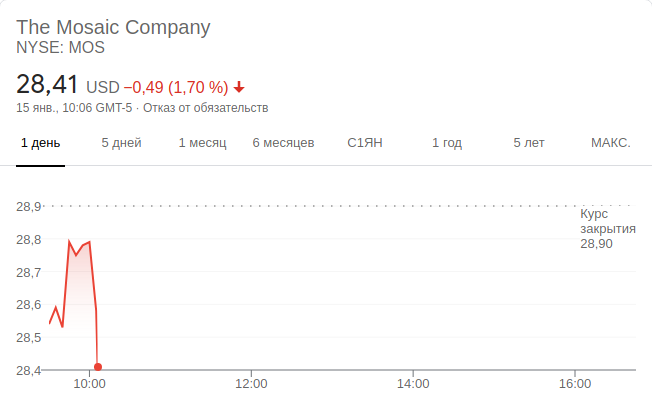 The Mosaic Company
NYSE: MOS
28,41 USD −0,49 (1,70 %)
15 янв., 10:06 GMT-5 · Отказ от обязательств
1 день 5 дней 1 месяц 6 месяцев С1ЯН 1 год 5 лет МАКС.
28,9
Курс
закрытия
28,90
28,8
28,7
28,6
28,5
28,4
10:00 12:00 14:00 16:00